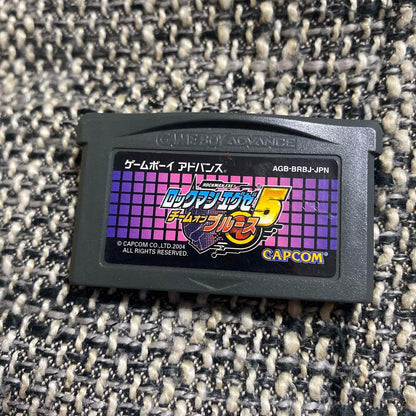 GAME BOY ADVANCE
ゲームボーイ アドバンス
AGB-BRBJ-JPN
ROCKMAN EXE
ロックマン エグゼ5
チーム オブ ブルース
© CAPCOM CO., LTD. 2004
ALL RIGHTS RESERVED.
CAPCOM